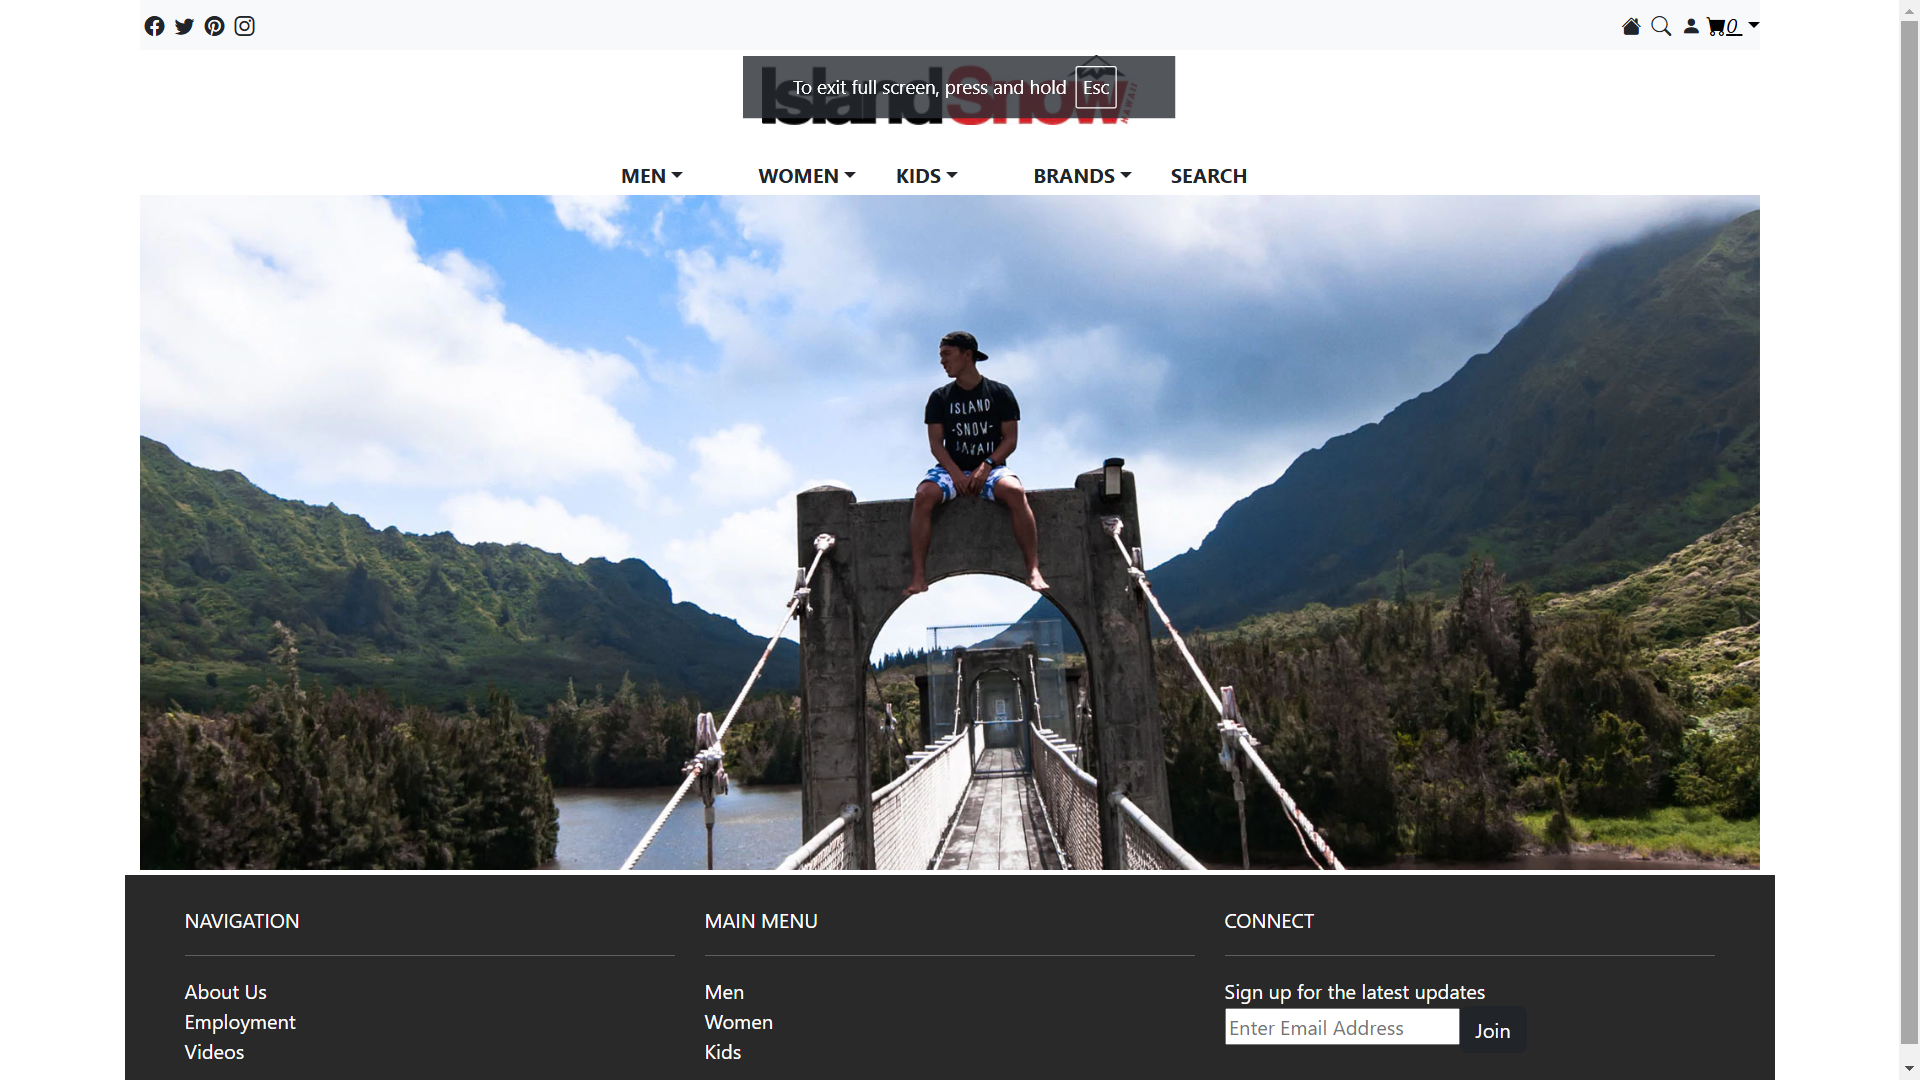 0
Island Snow
HAWAII
To exit full screen, press and hold Esc
MEN WOMEN KIDS BRANDS SEARCH
ISLAND
-SNOW-
HAWAII
NAVIGATION
About Us
Employment
Videos
MAIN MENU
Men
Women
Kids
CONNECT
Sign up for the latest updates
Enter Email Address Join